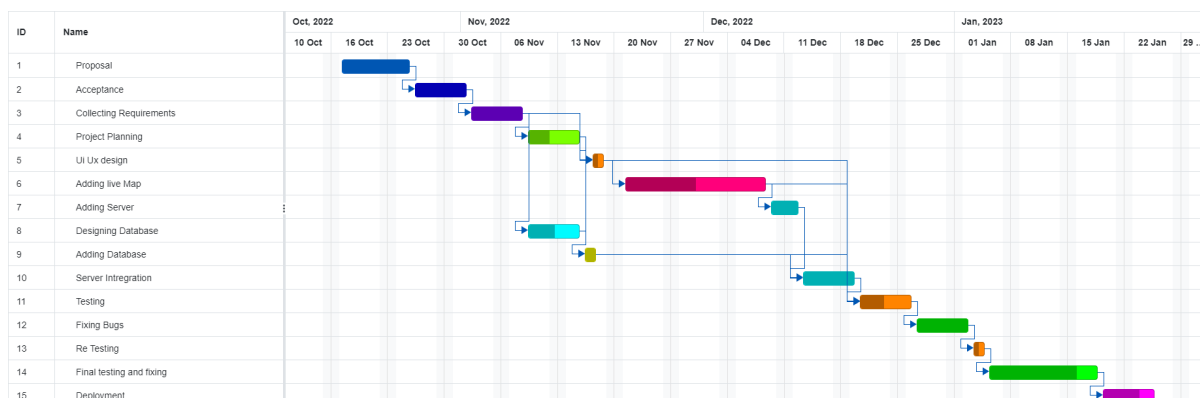 ID Name Oct, 2022 Nov, 2022 Dec, 2022 Jan, 2023
10 Oct 16 Oct 23 Oct 30 Oct 06 Nov 13 Nov 20 Nov 27 Nov 04 Dec 11 Dec 18 Dec 25 Dec 01 Jan 08 Jan 15 Jan 22 Jan 29 ..
1 Proposal
2 Acceptance
3 Collecting Requirements
4 Project Planning
5 Ui Ux design
6 Adding live Map
7 Adding Server
8 Designing Database
9 Adding Database
10 Server Intregration
11 Testing
12 Fixing Bugs
13 Re Testing
14 Final testing and fixing
15 Deployment